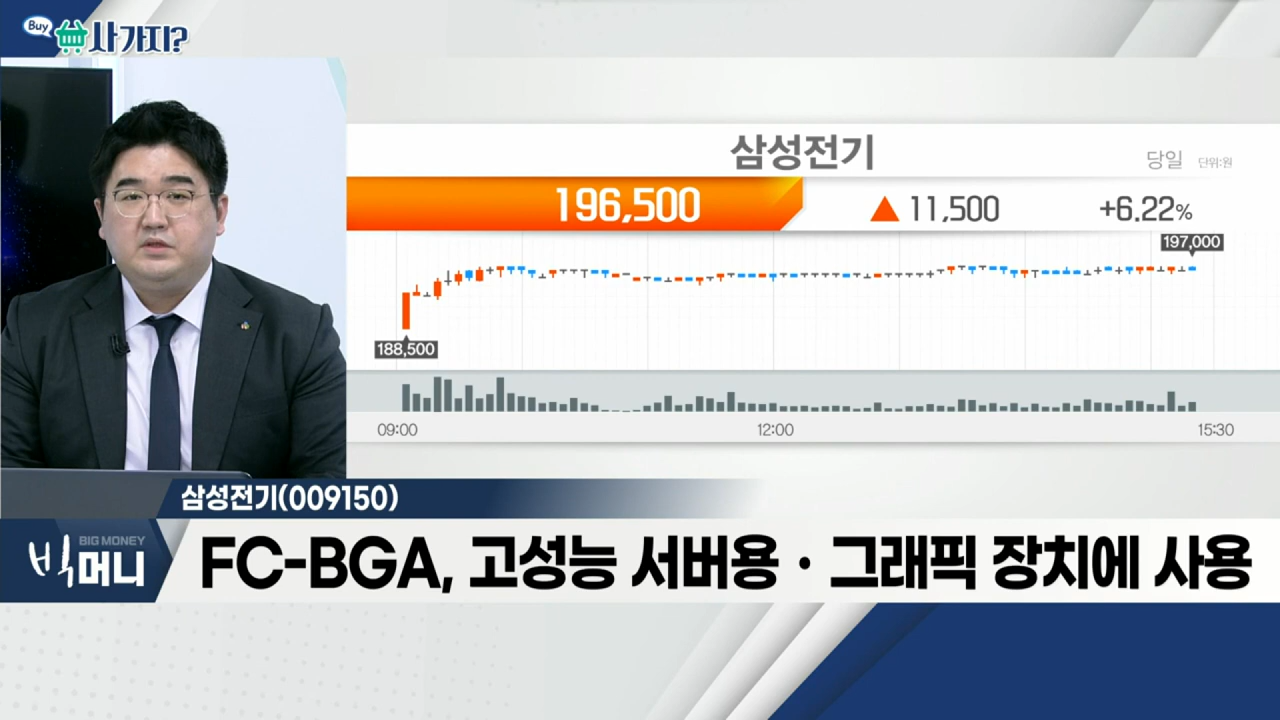 Buy
사가지?
삼성전기
당일 단위:원
196,500 ▲ 11,500 +6.22%
197,000
188,500
09:00 12:00 15:30
삼성전기(009150)
BIG MONEY
빅머니
FC-BGA, 고성능 서버용·그래픽 장치에 사용